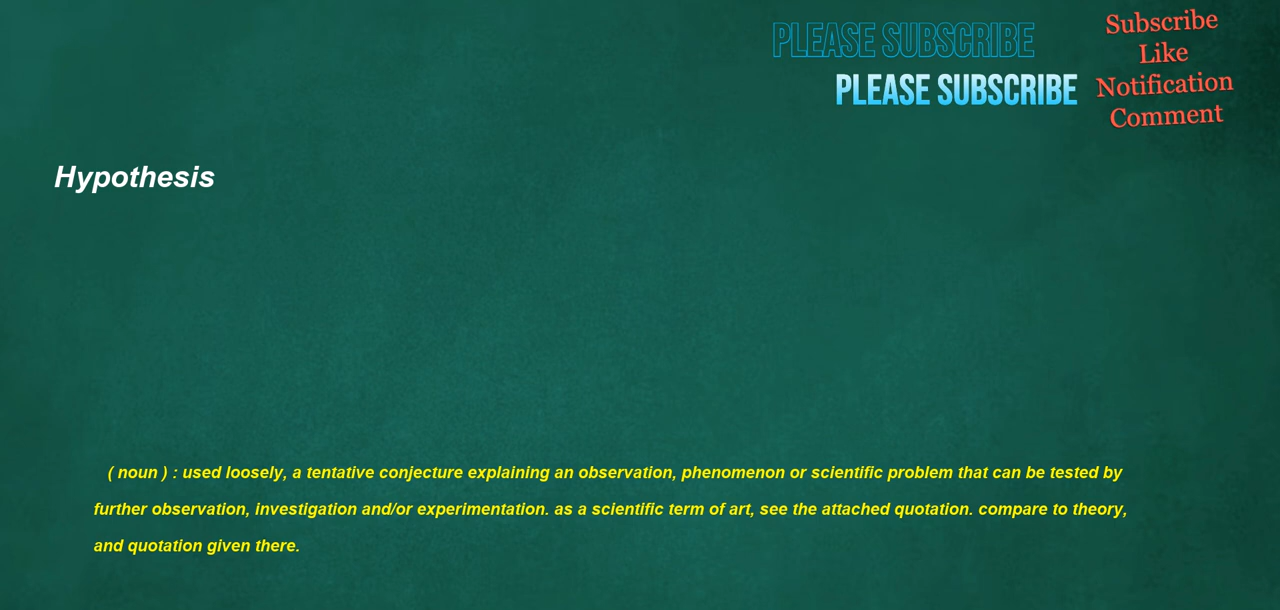 PLEASE SUBSCRIBE
PLEASE SUBSCRIBE
Subscribe
Like
Notification
Comment
Hypothesis
( noun ) : used loosely, a tentative conjecture explaining an observation, phenomenon or scientific problem that can be tested by
further observation, investigation and/or experimentation. as a scientific term of art, see the attached quotation. compare to theory,
and quotation given there.